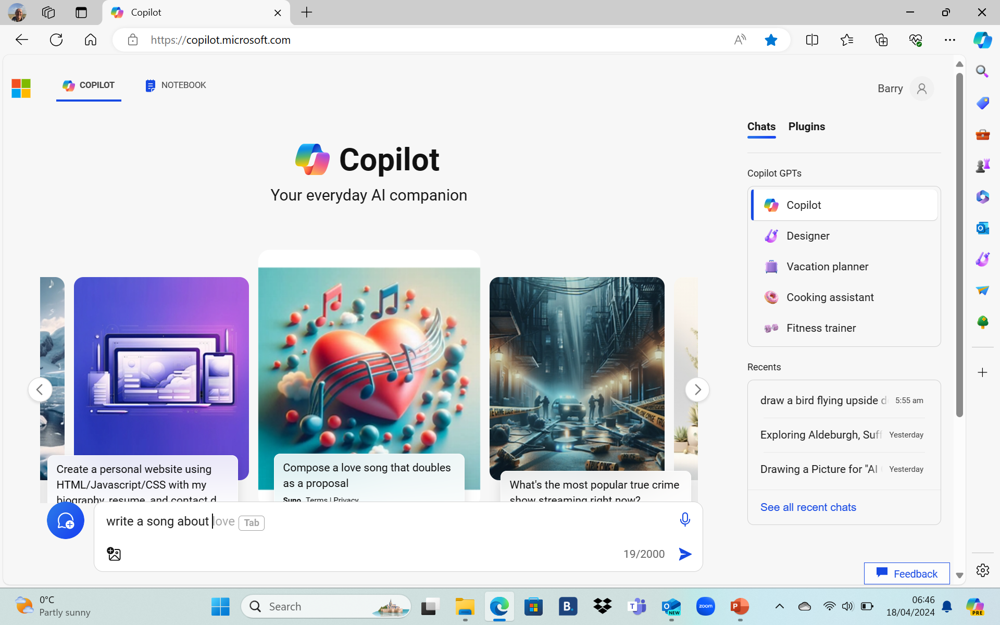 Copilot
https://copilot.microsoft.com
COPILOT
NOTEBOOK
Barry
Chats Plugins
Copilot
Your everyday AI companion
Copilot GPTs
Copilot
Designer
Vacation planner
Cooking assistant
Fitness trainer
Recents
draw a bird flying upside d 5:55 am
Exploring Aldeburgh, Suff Yesterday
Drawing a Picture for "AI Yesterday
See all recent chats
Create a personal website using
HTML/Javascript/CSS with my
biography, resume, and contact d
Compose a love song that doubles
as a proposal
Suno Terms | Privacy
What's the most popular true crime
show streaming right now?
write a song about love Tab
19/2000
Feedback
0°C
Partly sunny
Search
B.
T
NEW
zoom
P
06:46
18/04/2024
PRE